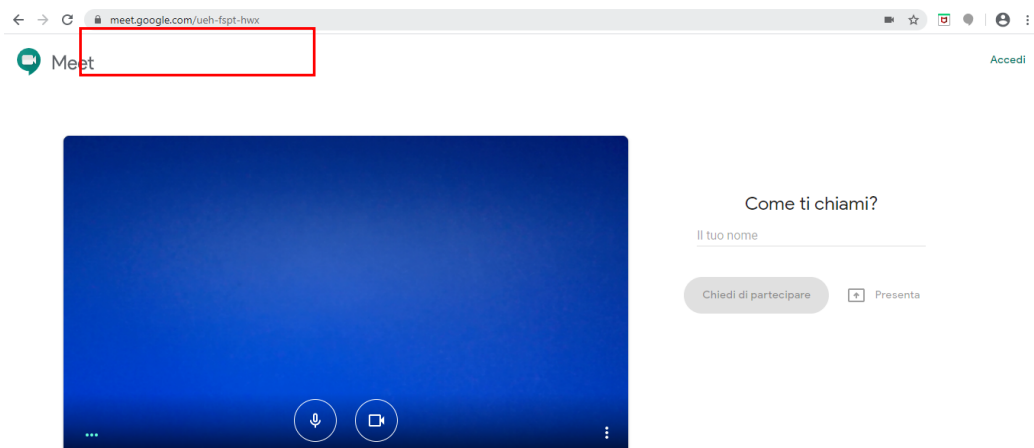 meet.google.com/ueh-fspt-hwx
Meet
Accedi
Come ti chiami?
Il tuo nome
Chiedi di partecipare
Presenta